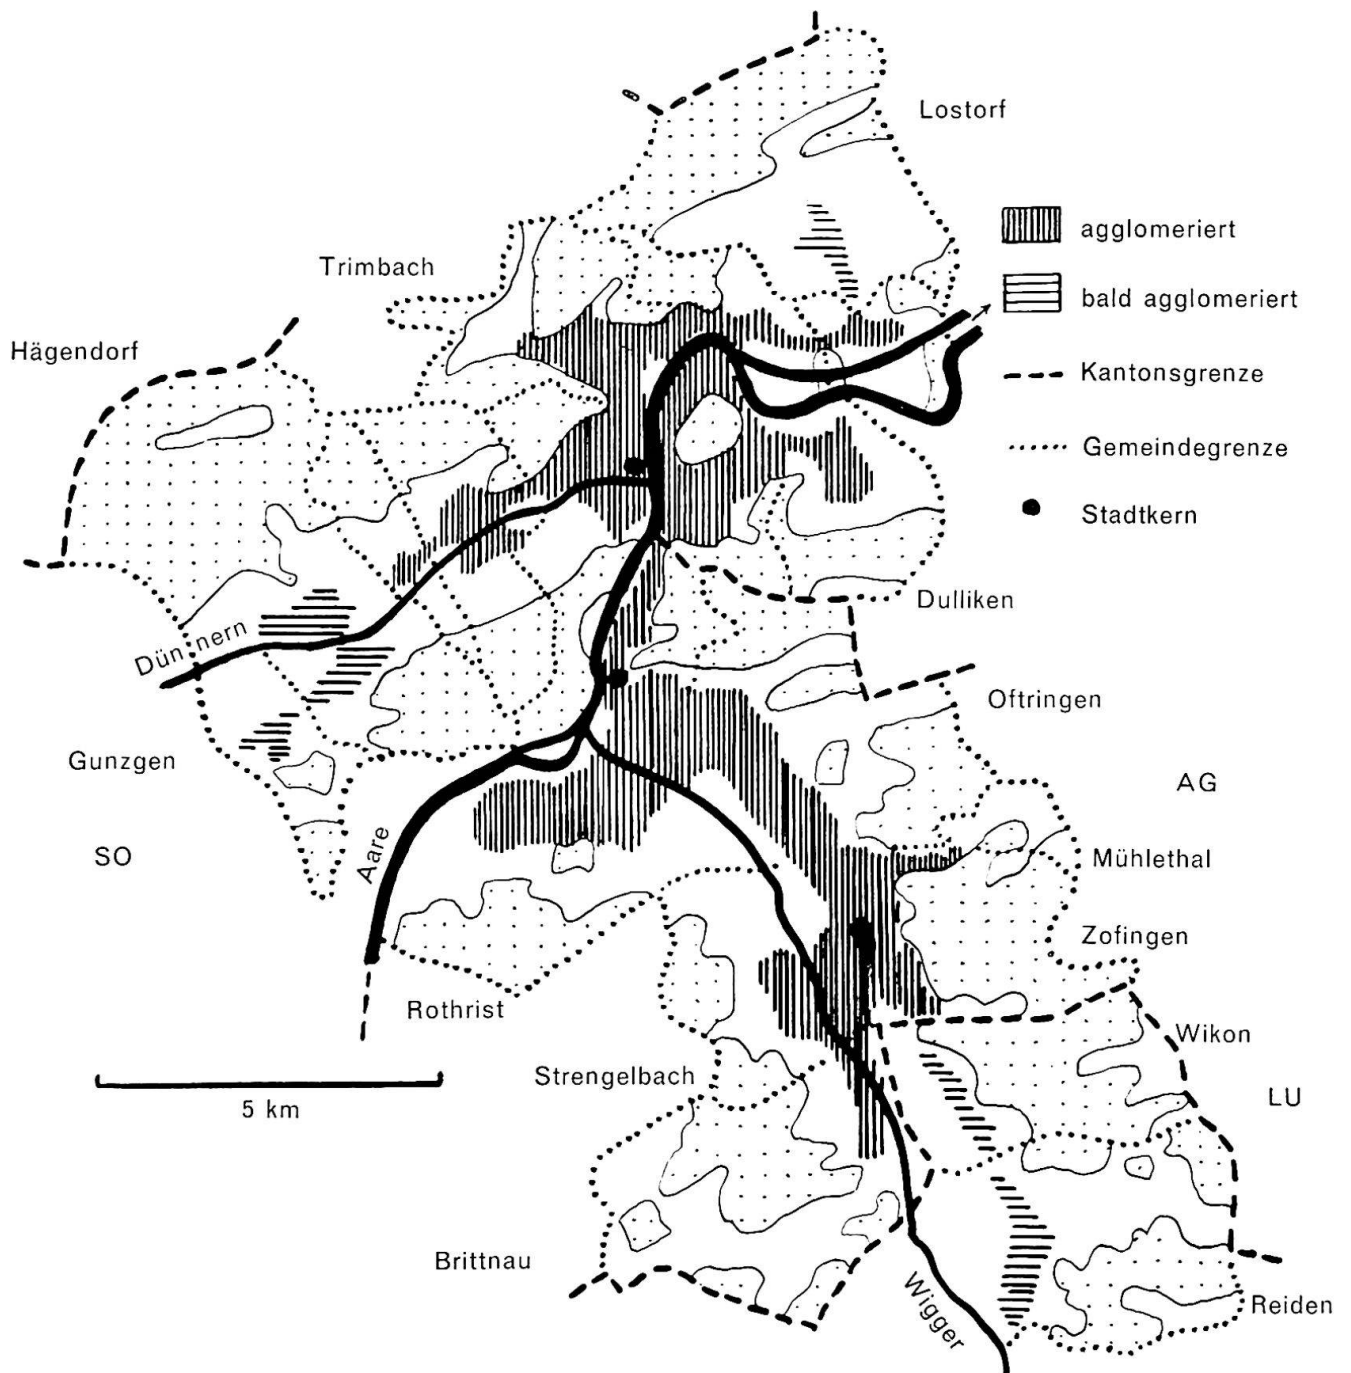 Lostorf
agglomeriert
Trimbach
bald agglomeriert
Hägendorf
Kantonsgrenze
Gemeindegrenze
Stadtkern
Dulliken
Dünnern
Oftringen
Gunzgen
AG
SO
Aare
Mühlethal
Zofingen
Rothrist
Wikon
Strengelbach
5 km
LU
Brittnau
Wigger
Reiden